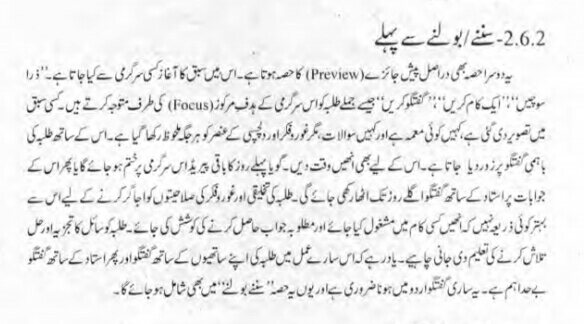 2.6.2- سننے/بولنے سے پہلے
یہ دوسرا حصہ بھی دراصل پیش جائزے (Preview) کا حصہ ہوتا ہے۔ اس میں سبق کا آغاز کسی سرگرمی سے کیا جاتا ہے۔ ”ذرا
سوچیں“، ”ایک کام کریں“، ”گفتگو کریں“ جیسے جملے طلبہ کو اس سرگرمی کے ہدف مرکوز (Focus) کی طرف متوجہ کرتے ہیں۔ کسی سبق
میں تصویر دی گئی ہے، کہیں کوئی معمہ ہے اور کہیں سوالات، مگر غور و فکر اور دلچسپی کے عنصر کو ہر جگہ ملحوظ رکھا گیا ہے۔ اس کے ساتھ طلبہ کی
باہمی گفتگو پر زور دیا جاتا ہے۔ اس کے لیے بھی انھیں وقت دیں۔ گویا پہلے روز کا باقی پیریڈ اس سرگرمی پر ختم ہو جائے گا یا پھر اس کے
جوابات پر استاد کے ساتھ گفتگو اگلے روز تک اٹھا رکھی جائے گی۔ طلبہ کی تخلیقی اور غور و فکر کی صلاحیتوں کو اجاگر کرنے کے لیے اس سے
بہتر کوئی ذریعہ نہیں کہ انھیں کسی کام میں مشغول کیا جائے اور مطلوبہ جواب حاصل کرنے کی کوشش کی جائے۔ طلبہ کو مسائل کا تجزیہ اور حل
تلاش کرنے کی تعلیم دی جانی چاہیے۔ یاد رہے کہ اس سارے عمل میں طلبہ کی اپنے ساتھیوں کے ساتھ گفتگو اور پھر استاد کے ساتھ گفتگو
بے حد اہم ہے۔ یہ ساری گفتگو اردو میں ہونا ضروری ہے اور یوں یہ حصہ ”سننے بولنے“ میں بھی شامل ہو جائے گا۔